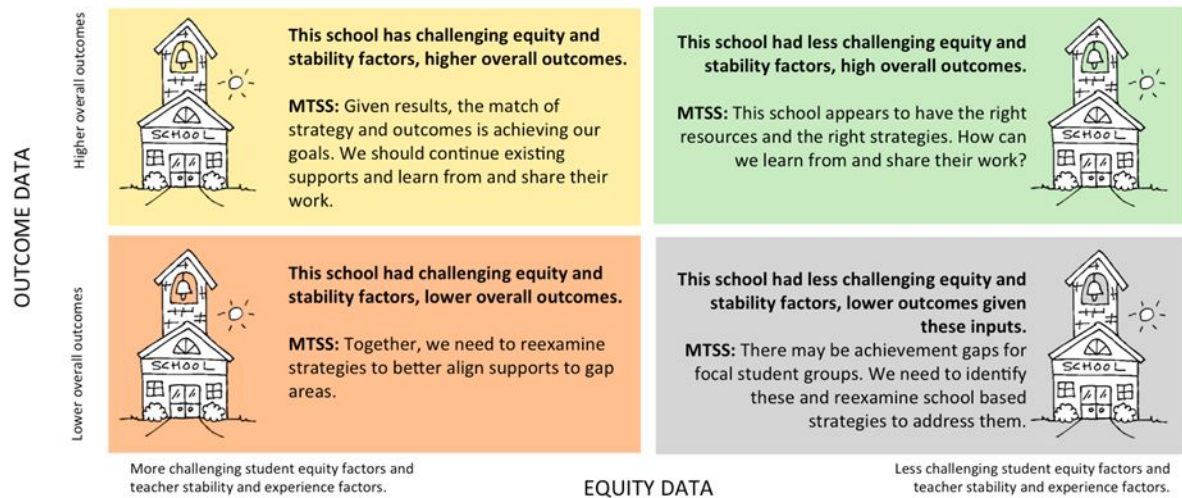 OUTCOME DATA
Higher overall outcomes
SCHOOL
This school has challenging equity and
stability factors, higher overall outcomes.
MTSS: Given results, the match of
strategy and outcomes is achieving our
goals. We should continue existing
supports and learn from and share their
work.
This school had less challenging equity and
stability factors, high overall outcomes.
MTSS: This school appears to have the right
resources and the right strategies. How can
we learn from and share their work?
SCHOOL
Lower overall outcomes
SCHOOL
This school had challenging equity and
stability factors, lower overall outcomes.
MTSS: Together, we need to reexamine
strategies to better align supports to gap
areas.
This school had less challenging equity and
stability factors, lower outcomes given
these inputs.
MTSS: There may be achievement gaps for
focal student groups. We need to identify
these and reexamine school based
strategies to address them.
SCHOOL
More challenging student equity factors and
teacher stability and experience factors.
EQUITY DATA
Less challenging student equity factors and
teacher stability and experience factors.